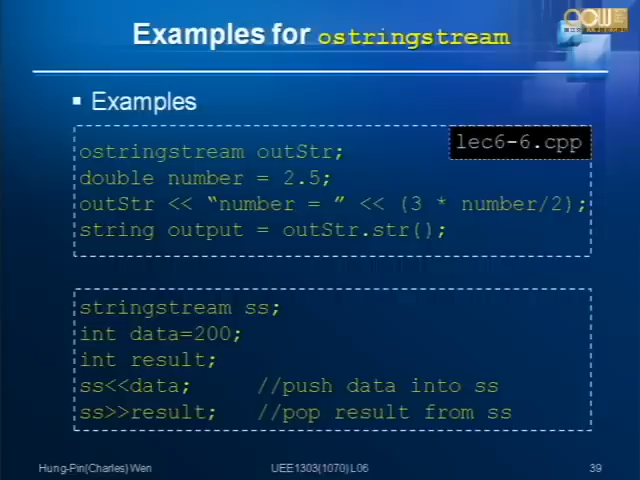 Examples for ostringstream
▪ Examples
lec6-6.cpp
ostringstream outStr;
double number = 2.5;
outStr << “number = ” << (3 * number/2);
string output = outStr.str();
stringstream ss;
int data=200;
int result;
ss<<data; //push data into ss
ss>>result; //pop result from ss
Hung-Pin(Charles) Wen
UEE1303(1070) L06
39